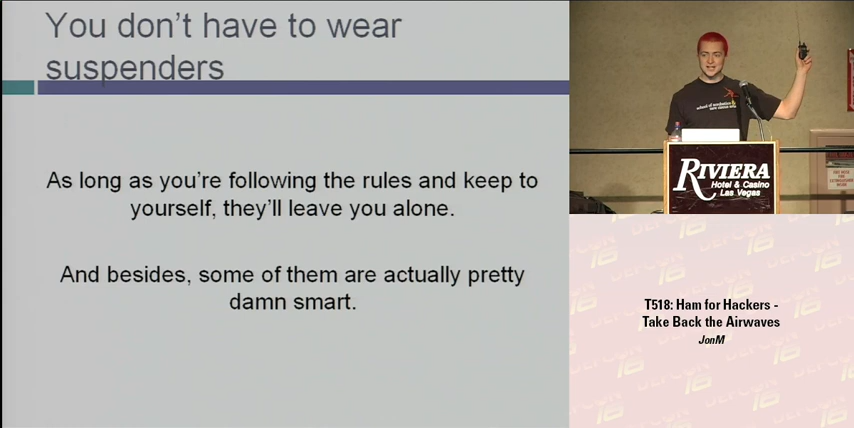 You don't have to wear
suspenders
As long as you're following the rules and keep to
yourself, they'll leave you alone.
And besides, some of them are actually pretty
damn smart.
RIVIERA
Hotel & Casino
Las Vegas
T518: Ham for Hackers -
Take Back the Airwaves
JonM
DEFCON
16